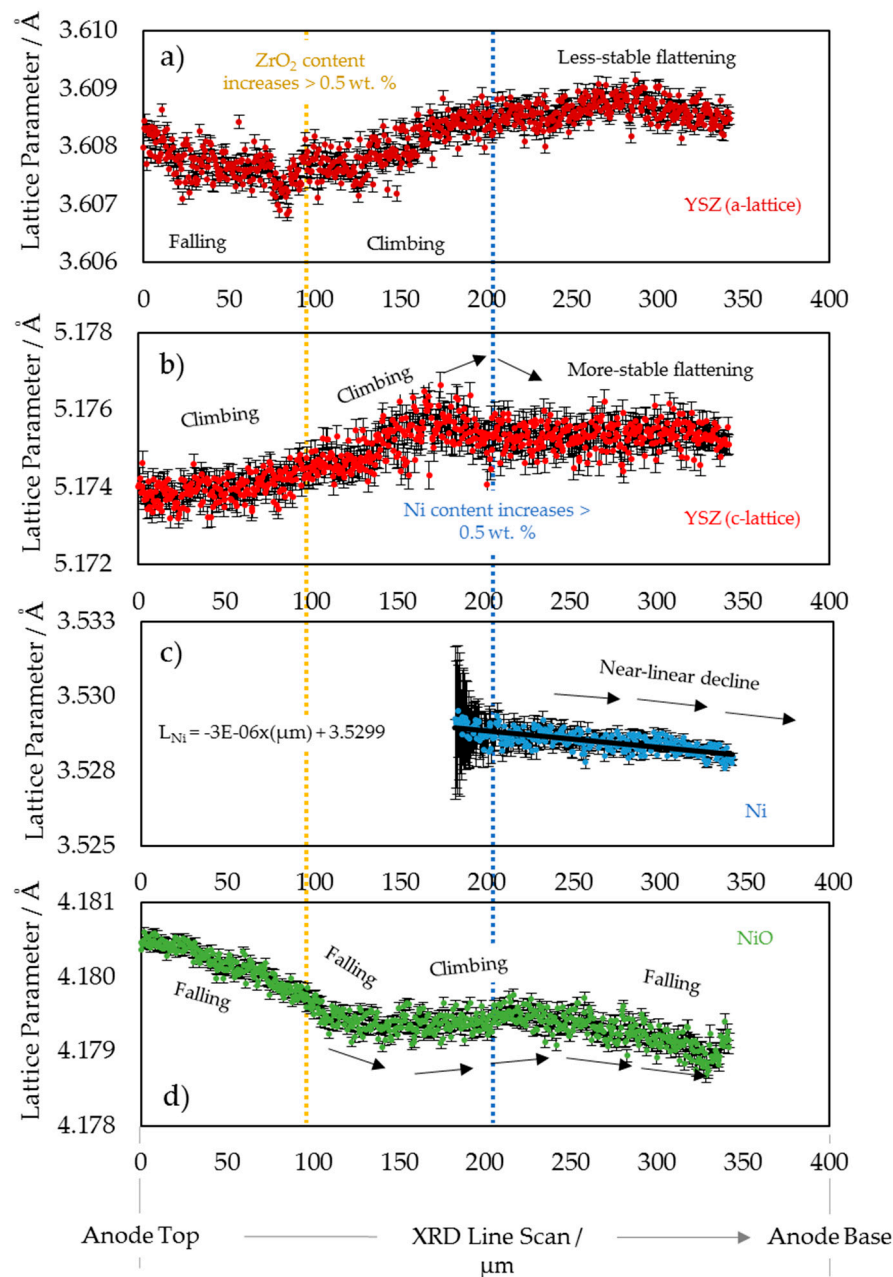 3.610
a)
ZrO₂ content
increases > 0.5 wt. %
Less-stable flattening
3.609
3.608
3.607
3.606
Lattice Parameter / Å
Falling
Climbing
YSZ (a-lattice)
0 50 100 150 200 250 300 350 400
5.178
b)
Climbing
Climbing
More-stable flattening
5.176
5.174
5.172
Lattice Parameter / Å
Ni content increases >
0.5 wt. %
YSZ (c-lattice)
0 50 100 150 200 250 300 350 400
3.533
c)
Near-linear decline
3.530
3.528
3.525
Lattice Parameter / Å
L_Ni = -3E-06x(µm) + 3.5299
Ni
0 50 100 150 200 250 300 350 400
4.181
NiO
4.180
4.179
4.178
Lattice Parameter / Å
Falling
Falling
Climbing
Falling
d)
0 50 100 150 200 250 300 350 400
Anode Top
XRD Line Scan /
µm
Anode Base